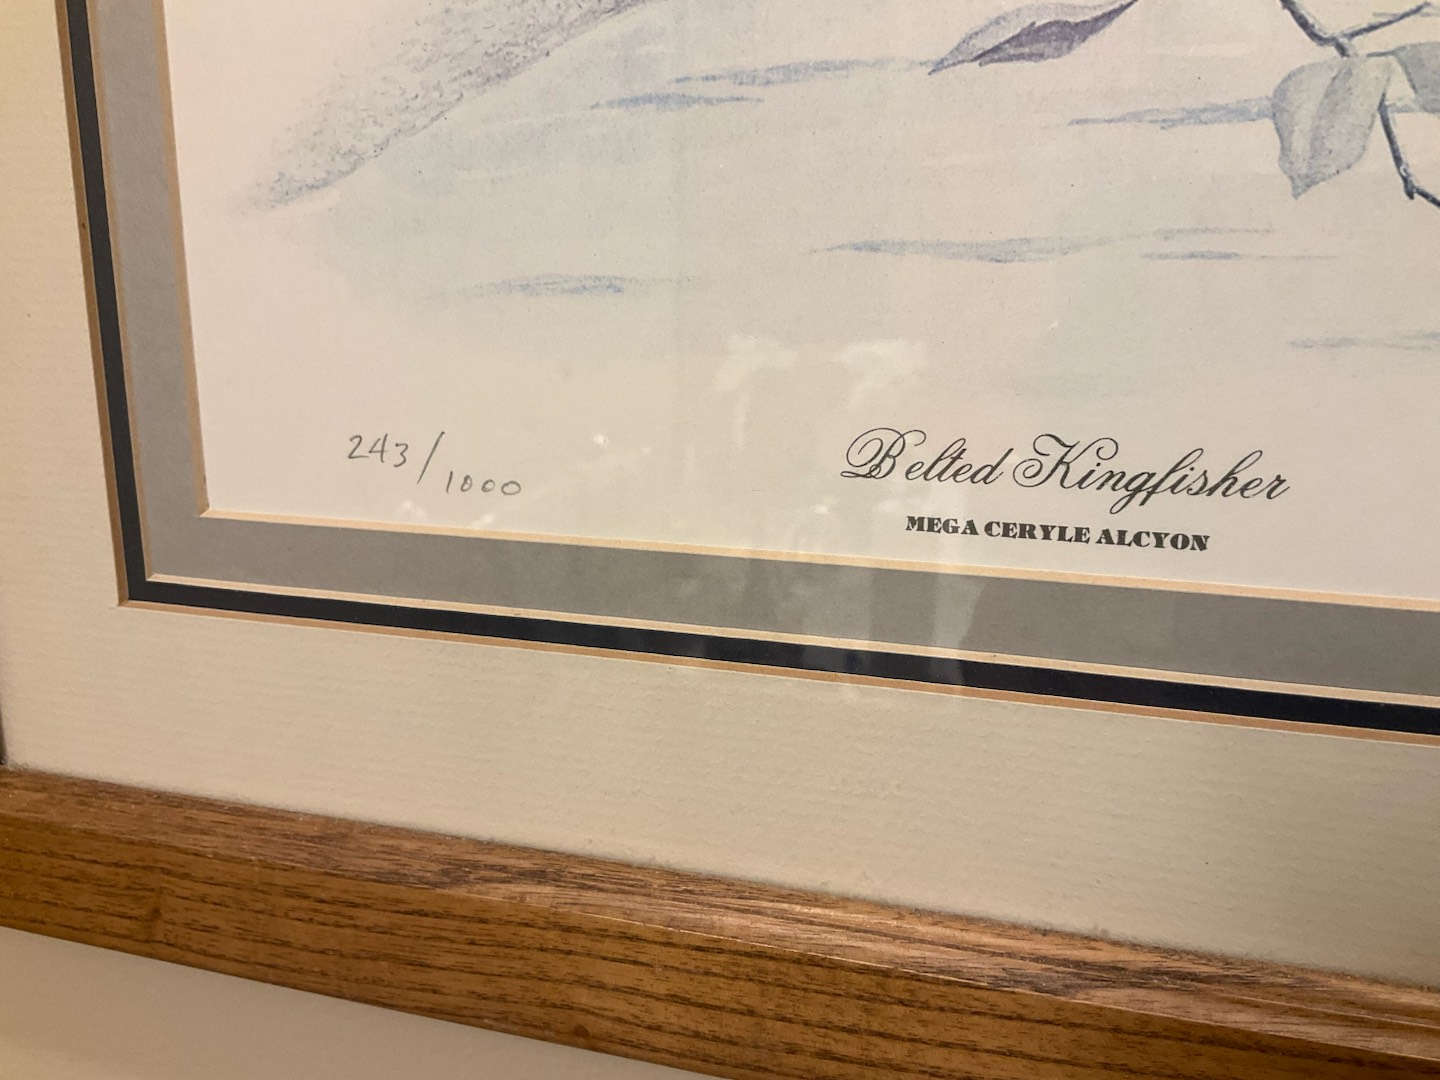 243/1000
Belted Kingfisher
MEGA CERYLE ALCYON